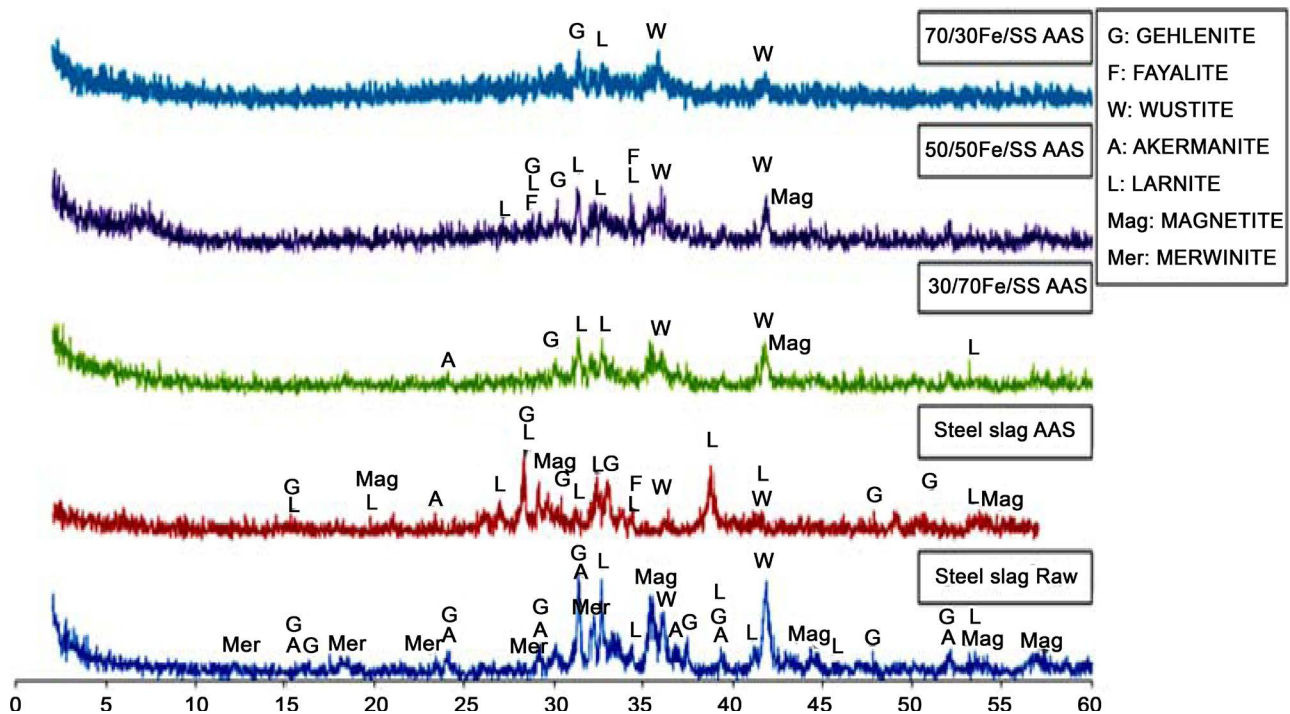 70/30Fe/SS AAS
G: GEHLENITE
F: FAYALITE
W: WUSTITE
A: AKERMANITE
L: LARNITE
Mag: MAGNETITE
Mer: MERWINITE
G L W W
50/50Fe/SS AAS
L
G
L
F
G
L
L
F
L
W
W
Mag
30/70Fe/SS AAS
A
G
L
L
W
W
Mag
L
Steel slag AAS
G
L
Mag
L
A
L
G
L
Mag
G
L
LG
F
L
W
L
L
W
G
G
L Mag
Steel slag Raw
Mer
G
A G
Mer
Mer
G
A
Mer
G
A
G
A
L
Mer
L
Mag
W
A
G
L
G
A
L
W
Mag
L
G
G
A
L
Mag
Mag
0 5 10 15 20 25 30 35 40 45 50 55 60